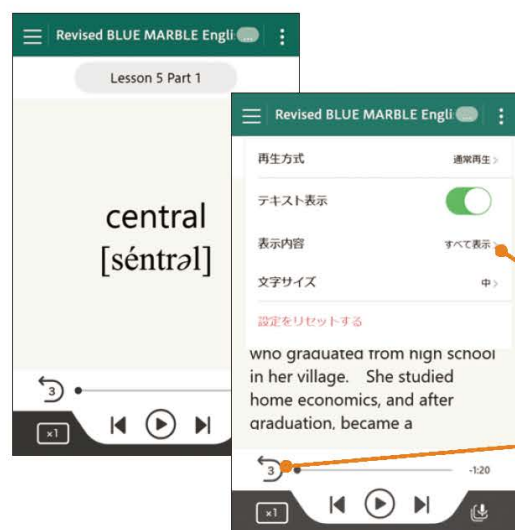 Revised BLUE MARBLE Engli...
Lesson 5 Part 1
central
[séntrəl]
3
×1
Revised BLUE MARBLE Engli...
再生方式 通常再生 >
テキスト表示
表示内容 すべて表示 >
文字サイズ 中 >
設定をリセットする
who graduated from high school
in her village. She studied
home economics, and after
graduation, became a
3
-1:20
×1